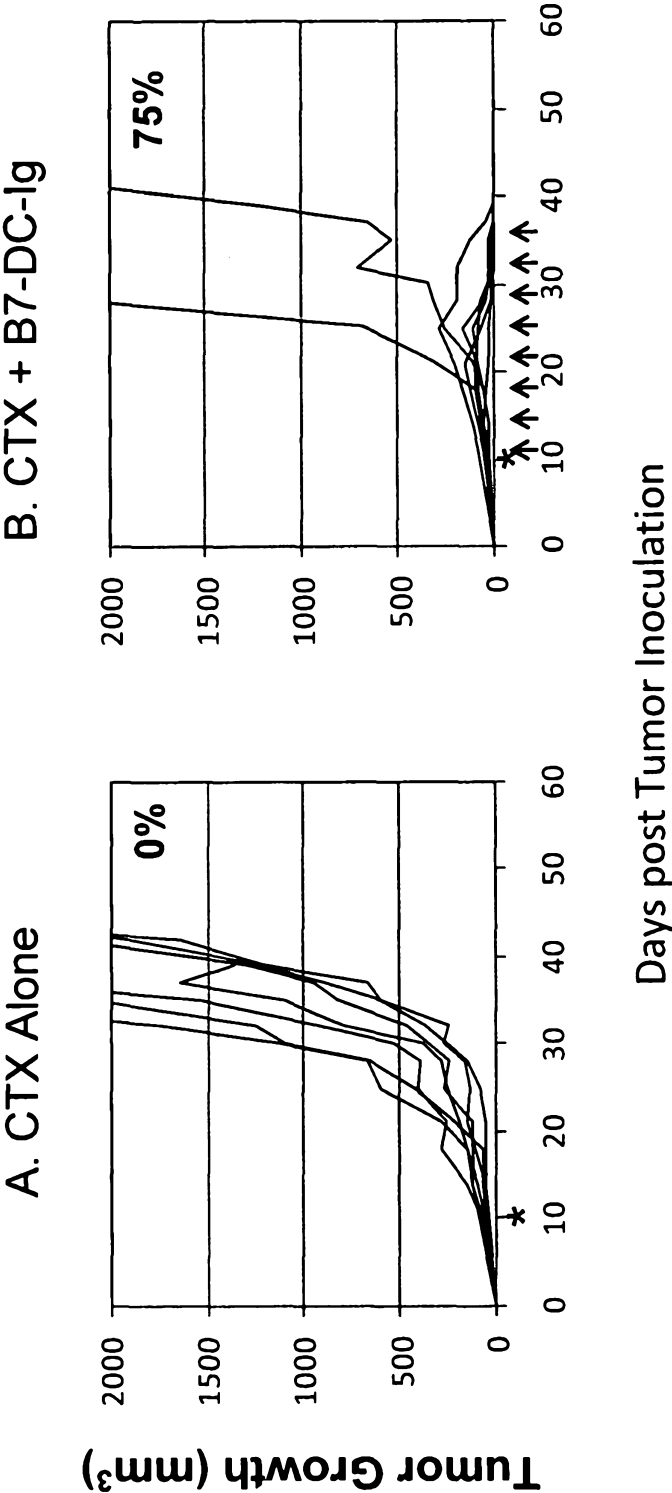 A. CTX Alone
B. CTX + B7-DC-Ig
Tumor Growth (mm³)
2000
1500
1000
500
0
0%
0 10 20 30 40 50 60
*
2000
1500
1000
500
0
75%
0 10 20 30 40 50 60
*
Days post Tumor Inoculation